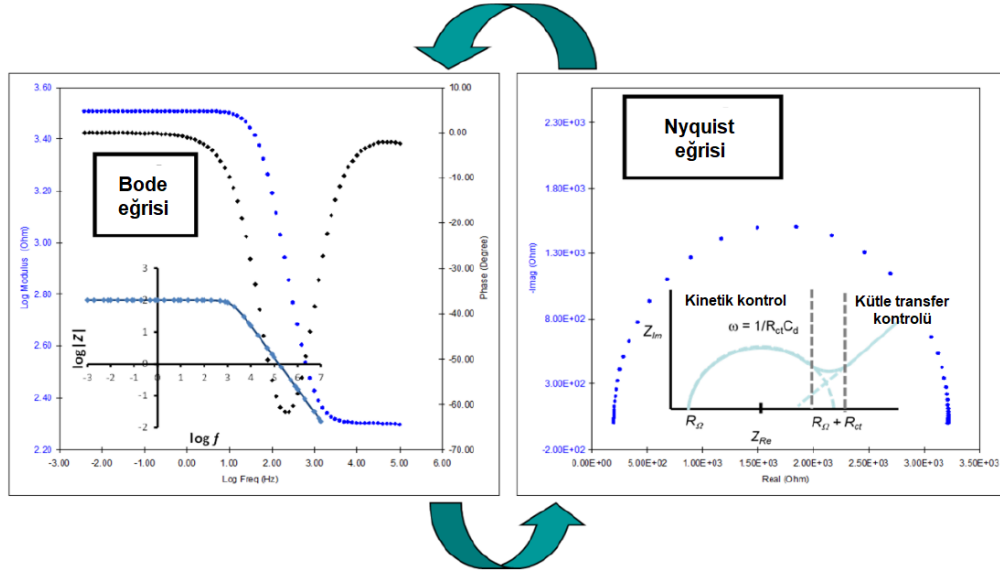 Bode
eğrisi
3.60
3.40
3.20
3.00
2.80
2.60
2.40
2.20
Log Modulus (Ohm)
10.00
0.00
-10.00
-20.00
-30.00
-40.00
-50.00
-60.00
-70.00
Phase (Degree)
-3.00 -2.00 -1.00 0.00 1.00 2.00 3.00 4.00 5.00
Log Freq (Hz)
3
2
1
0
-1
-2
log |Z|
-3 -2 -1 0 1 2 3 4 5 6 7
log f
Nyquist
eğrisi
2.30E+03
1.80E+03
1.30E+03
8.00E+02
3.00E+02
-2.00E+02
-Imag (Ohm)
0.00E+00 5.00E+02 1.00E+03 1.50E+03 2.00E+03 2.50E+03 3.00E+03 3.50E+03
Real (Ohm)
Kinetik kontrol
Kütle transfer
kontrolü
ω = 1/RctCd
ZIm
RΩ
RΩ + Rct
ZRe